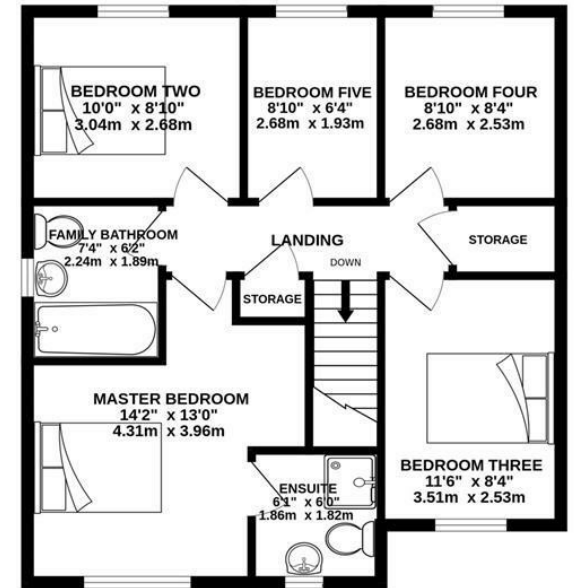 BEDROOM TWO
10'0" x 8'10"
3.04m x 2.68m
BEDROOM FIVE
8'10" x 6'4"
2.68m x 1.93m
BEDROOM FOUR
8'10" x 8'4"
2.68m x 2.53m
FAMILY BATHROOM
7'4" x 6'2"
2.24m x 1.89m
LANDING
DOWN
STORAGE
STORAGE
MASTER BEDROOM
14'2" x 13'0"
4.31m x 3.96m
BEDROOM THREE
11'6" x 8'4"
3.51m x 2.53m
ENSUITE
6'1" x 6'0"
1.86m x 1.82m